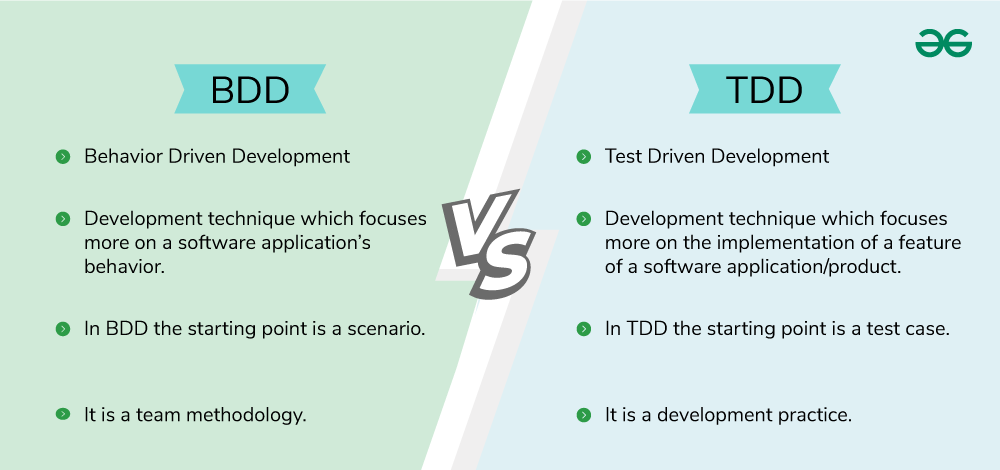 BDD
Behavior Driven Development
Development technique which focuses
more on a software application’s
behavior.
In BDD the starting point is a scenario.
It is a team methodology.
VS
TDD
Test Driven Development
Development technique which focuses
more on the implementation of a feature
of a software application/product.
In TDD the starting point is a test case.
It is a development practice.